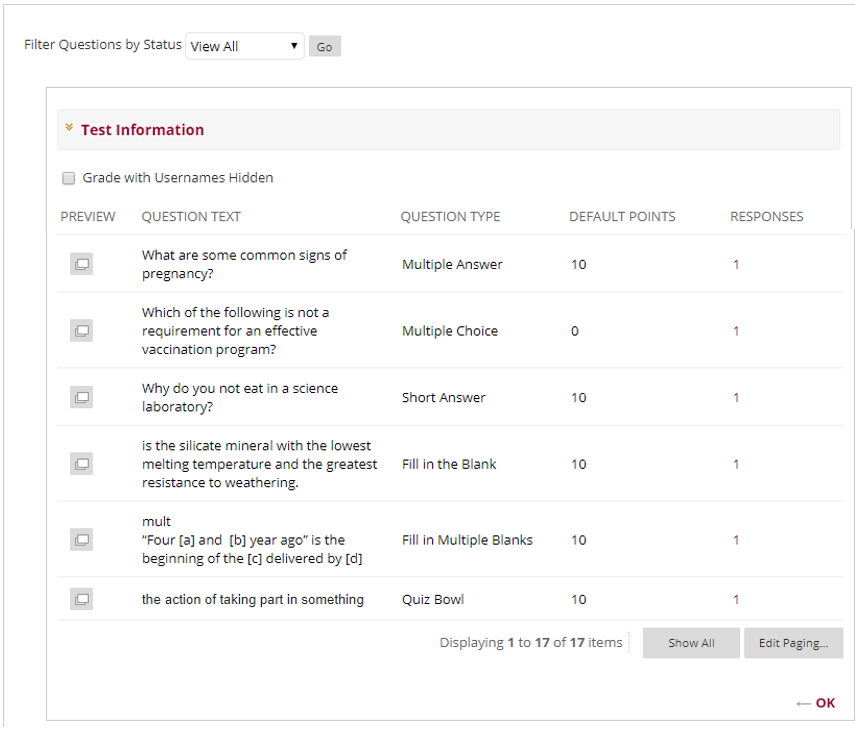 Filter Questions by Status View All Go
Test Information
Grade with Usernames Hidden
PREVIEW QUESTION TEXT QUESTION TYPE DEFAULT POINTS RESPONSES
What are some common signs of
pregnancy?
Multiple Answer 10 1
Which of the following is not a
requirement for an effective
vaccination program?
Multiple Choice 0 1
Why do you not eat in a science
laboratory?
Short Answer 10 1
is the silicate mineral with the lowest
melting temperature and the greatest
resistance to weathering.
Fill in the Blank 10 1
mult
“Four [a] and  [b] year ago” is the
beginning of the [c] delivered by [d]
Fill in Multiple Blanks 10 1
the action of taking part in something Quiz Bowl 10 1
Displaying 1 to 17 of 17 items Show All Edit Paging...
← OK